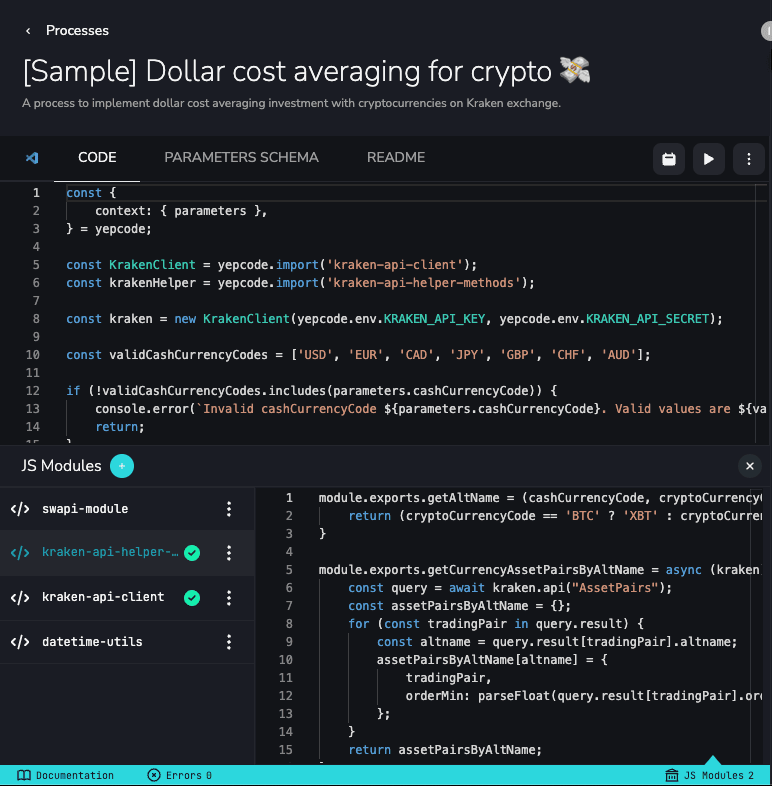 Processes
[Sample] Dollar cost averaging for crypto 💸
A process to implement dollar cost averaging investment with cryptocurrencies on Kraken exchange.
CODE PARAMETERS SCHEMA README
1 const {
2 context: { parameters },
3 } = yepcode;
4
5 const KrakenClient = yepcode.import('kraken-api-client');
6 const krakenHelper = yepcode.import('kraken-api-helper-methods');
7
8 const kraken = new KrakenClient(yepcode.env.KRAKEN_API_KEY, yepcode.env.KRAKEN_API_SECRET);
9
10 const validCashCurrencyCodes = ['USD', 'EUR', 'CAD', 'JPY', 'GBP', 'CHF', 'AUD'];
11
12 if (!validCashCurrencyCodes.includes(parameters.cashCurrencyCode)) {
13 console.error(`Invalid cashCurrencyCode ${parameters.cashCurrencyCode}. Valid values are ${va
14 return;
15 }
JS Modules +
</> swapi-module
</> kraken-api-helper-…
</> kraken-api-client
</> datetime-utils
1 module.exports.getAltName = (cashCurrencyCode, cryptoCurrency
2 return (cryptoCurrencyCode == 'BTC' ? 'XBT' : cryptoCurren
3 }
4
5 module.exports.getCurrencyAssetPairsByAltName = async (kraken
6 const query = await kraken.api("AssetPairs");
7 const assetPairsByAltName = {};
8 for (const tradingPair in query.result) {
9 const altname = query.result[tradingPair].altname;
10 assetPairsByAltName[altname] = {
11 tradingPair,
12 orderMin: parseFloat(query.result[tradingPair].ord
13 };
14 }
15 return assetPairsByAltName;
Documentation Errors 0 JS Modules 2